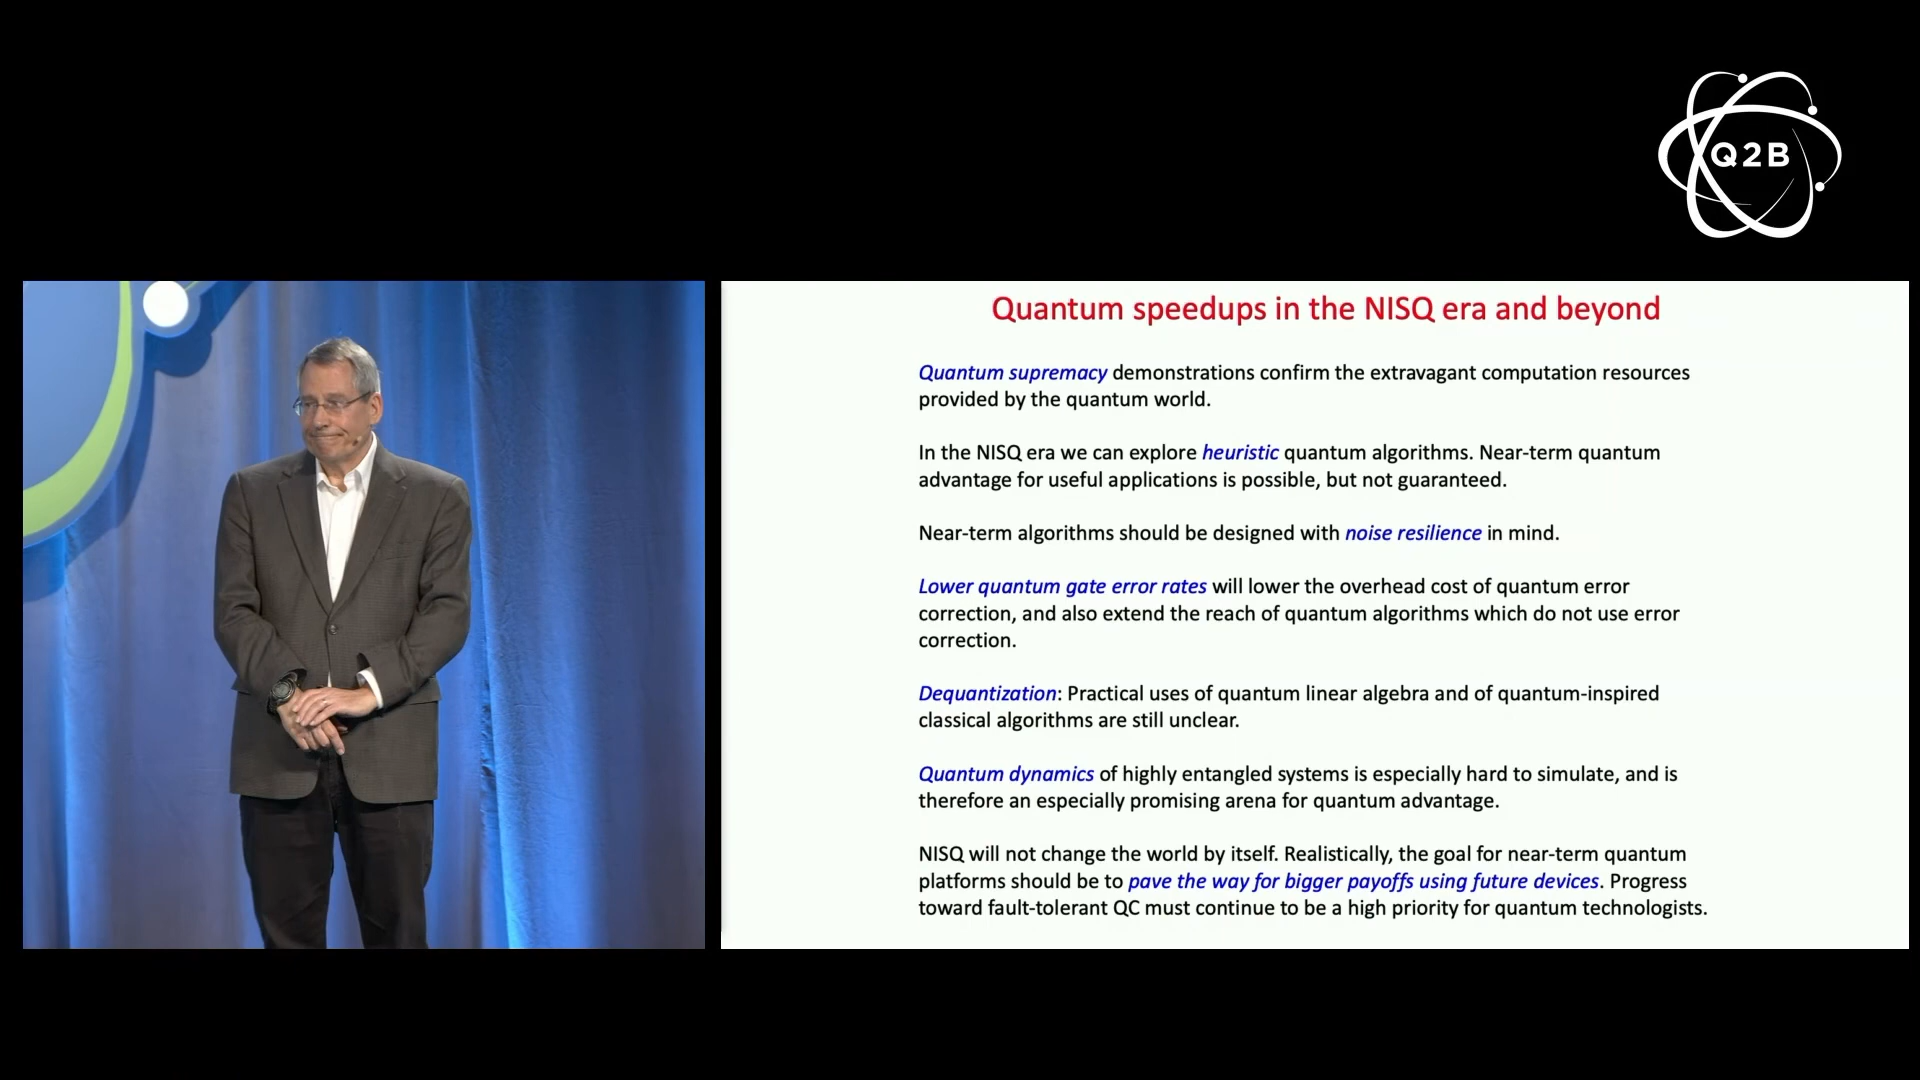 Q2B
Quantum speedups in the NISQ era and beyond
Quantum supremacy demonstrations confirm the extravagant computation resources
provided by the quantum world.
In the NISQ era we can explore heuristic quantum algorithms. Near-term quantum
advantage for useful applications is possible, but not guaranteed.
Near-term algorithms should be designed with noise resilience in mind.
Lower quantum gate error rates will lower the overhead cost of quantum error
correction, and also extend the reach of quantum algorithms which do not use error
correction.
Dequantization: Practical uses of quantum linear algebra and of quantum-inspired
classical algorithms are still unclear.
Quantum dynamics of highly entangled systems is especially hard to simulate, and is
therefore an especially promising arena for quantum advantage.
NISQ will not change the world by itself. Realistically, the goal for near-term quantum
platforms should be to pave the way for bigger payoffs using future devices. Progress
toward fault-tolerant QC must continue to be a high priority for quantum technologists.